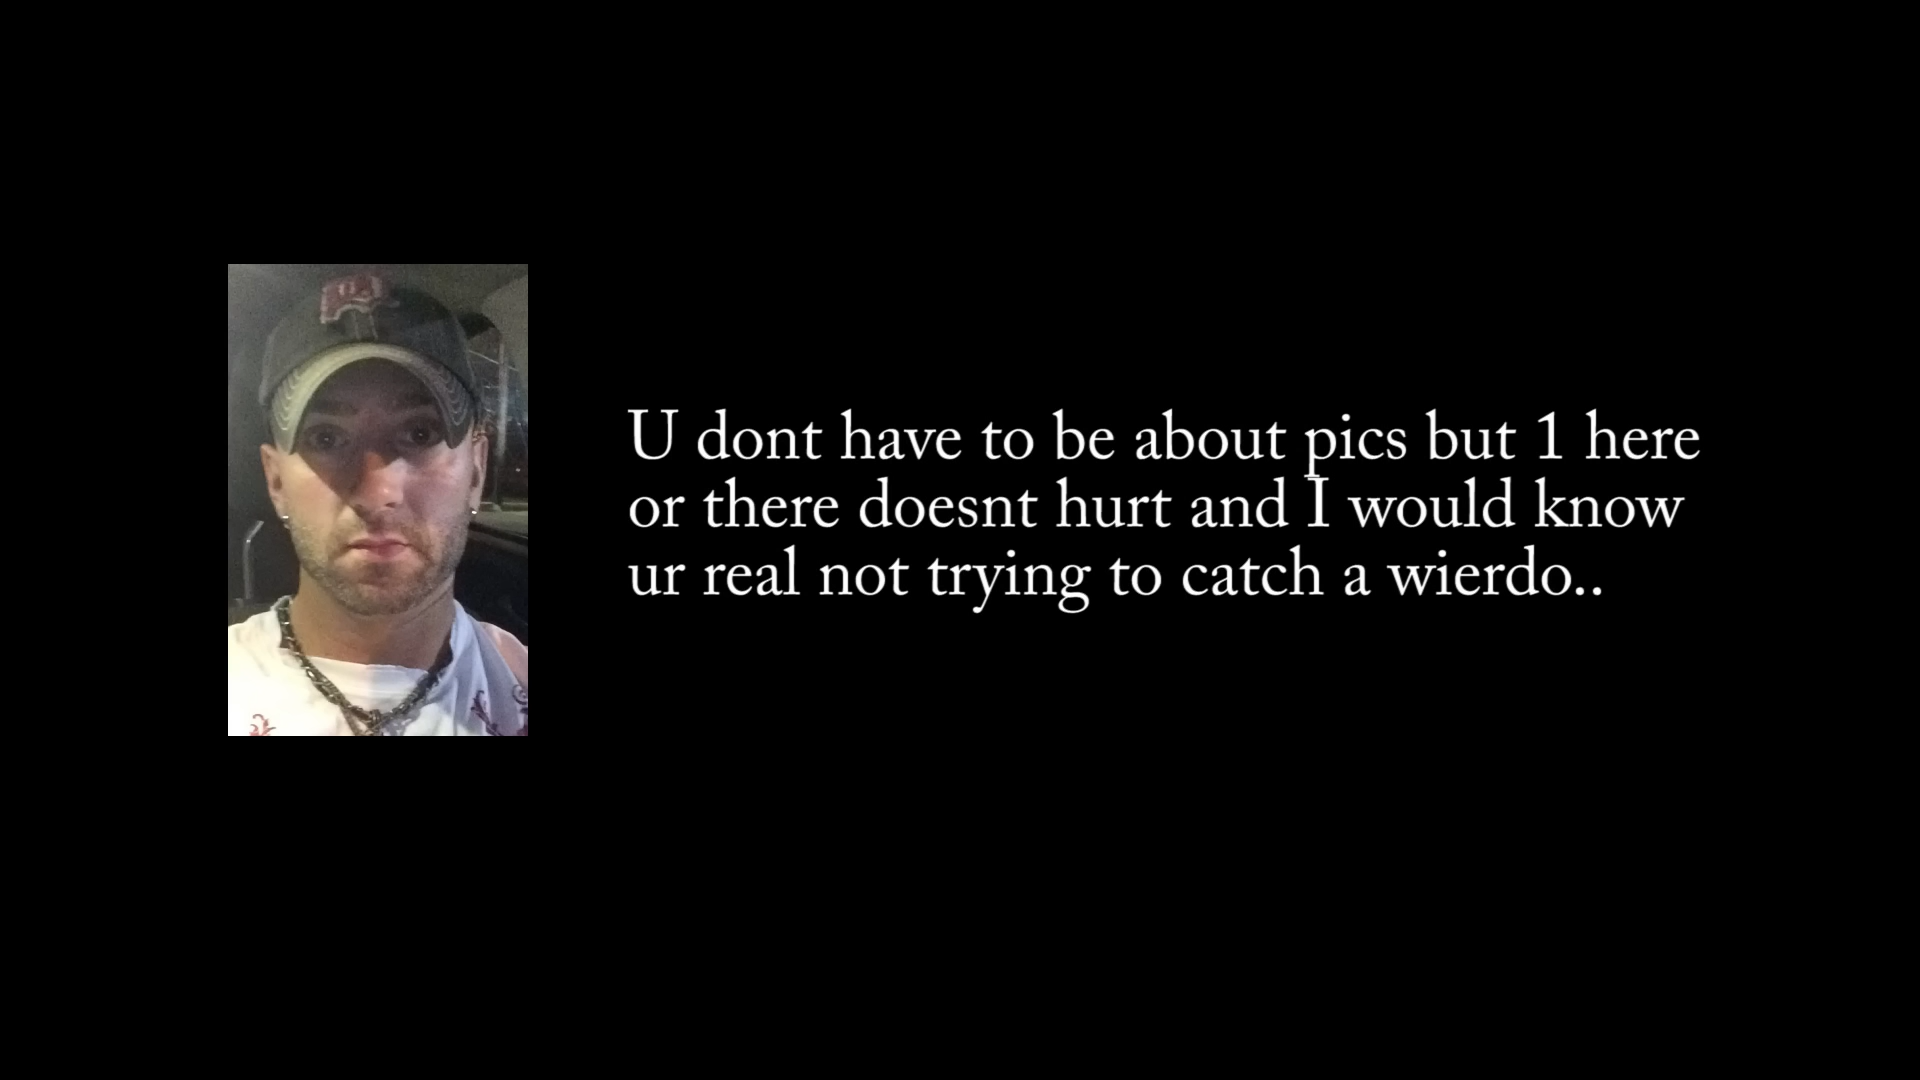 U dont have to be about pics but 1 here
or there doesnt hurt and I would know
ur real not trying to catch a wierdo..